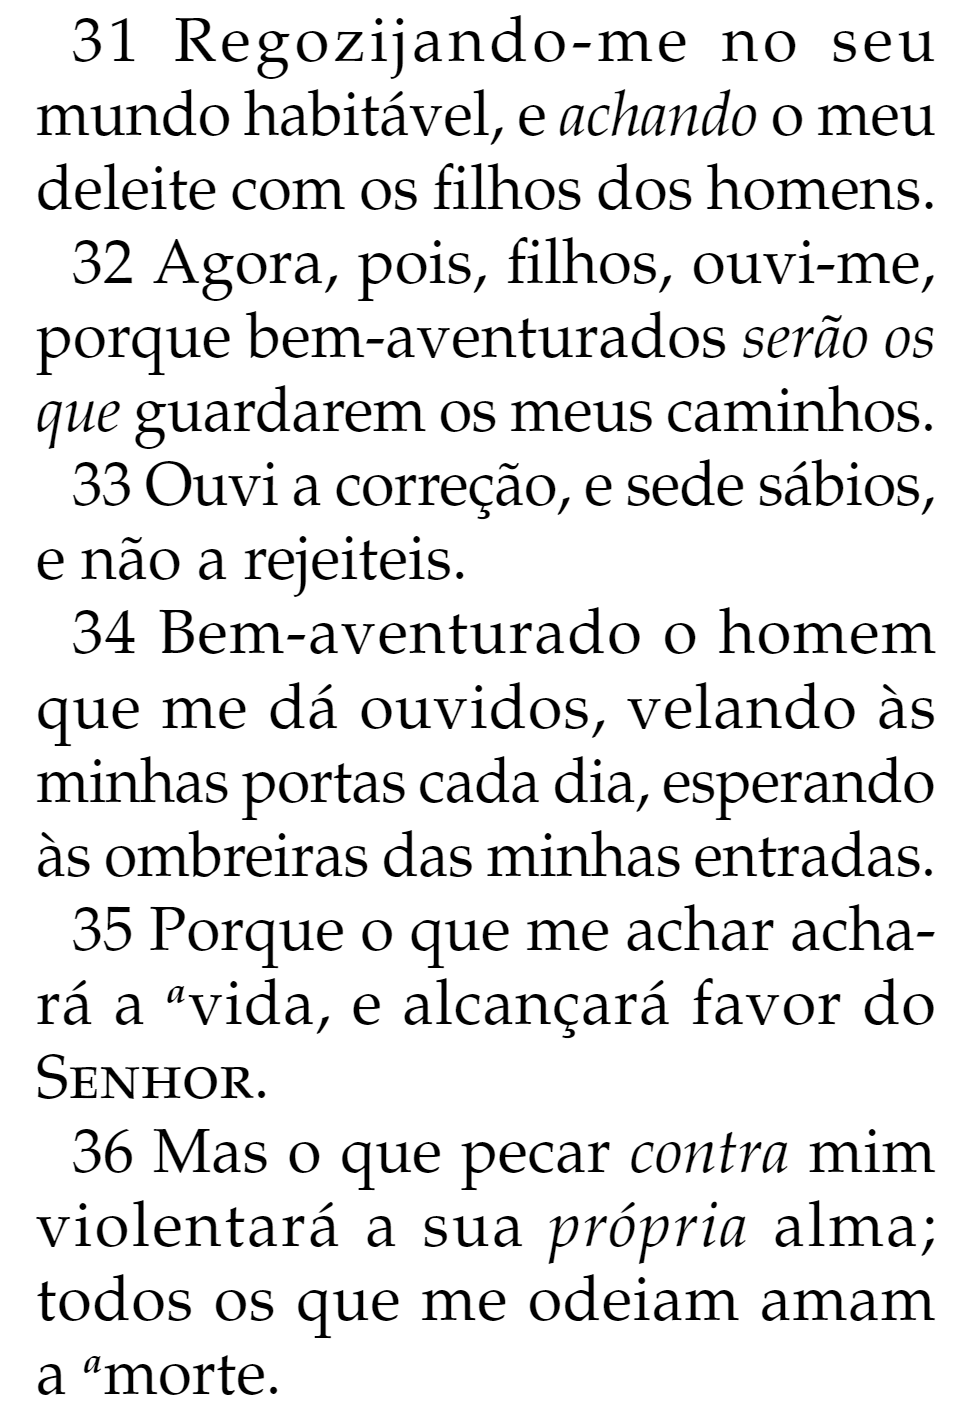 31 Regozijando-me no seu
mundo habitável, e achando o meu
deleite com os filhos dos homens.
32 Agora, pois, filhos, ouvi-me,
porque bem-aventurados serão os
que guardarem os meus caminhos.
33 Ouvi a correção, e sede sábios,
e não a rejeiteis.
34 Bem-aventurado o homem
que me dá ouvidos, velando às
minhas portas cada dia, esperando
às ombreiras das minhas entradas.
35 Porque o que me achar acha-
rá a ᵃvida, e alcançará favor do
SENHOR.
36 Mas o que pecar contra mim
violentará a sua própria alma;
todos os que me odeiam amam
a ᵃmorte.